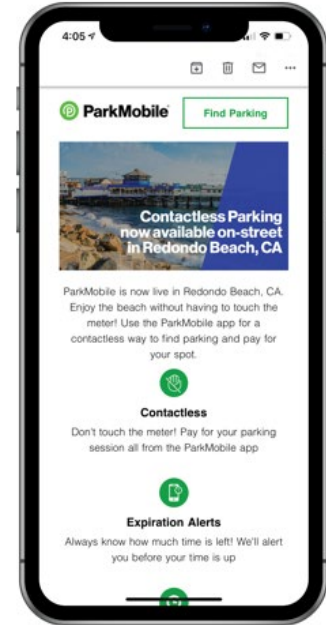 4:05
ParkMobile
Find Parking
Contactless Parking
now available on-street
in Redondo Beach, CA
ParkMobile is now live in Redondo Beach, CA.
Enjoy the beach without having to touch the
meter! Use the ParkMobile app for a
contactless way to find parking and pay for
your spot.
Contactless
Don't touch the meter! Pay for your parking
session all from the ParkMobile app
Expiration Alerts
Always know how much time is left! We'll alert
you before your time is up